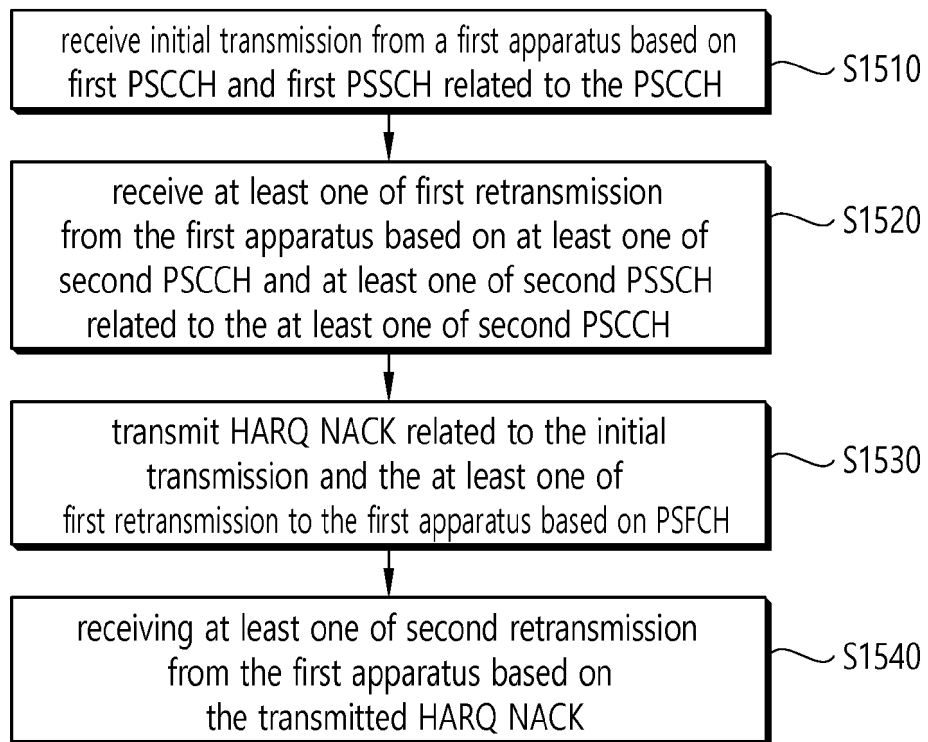 receive initial transmission from a first apparatus based on
first PSCCH and first PSSCH related to the PSCCH
S1510
receive at least one of first retransmission
from the first apparatus based on at least one of
second PSCCH and at least one of second PSSCH
related to the at least one of second PSCCH
S1520
transmit HARQ NACK related to the initial
transmission and the at least one of
first retransmission to the first apparatus based on PSFCH
S1530
receiving at least one of second retransmission
from the first apparatus based on
the transmitted HARQ NACK
S1540